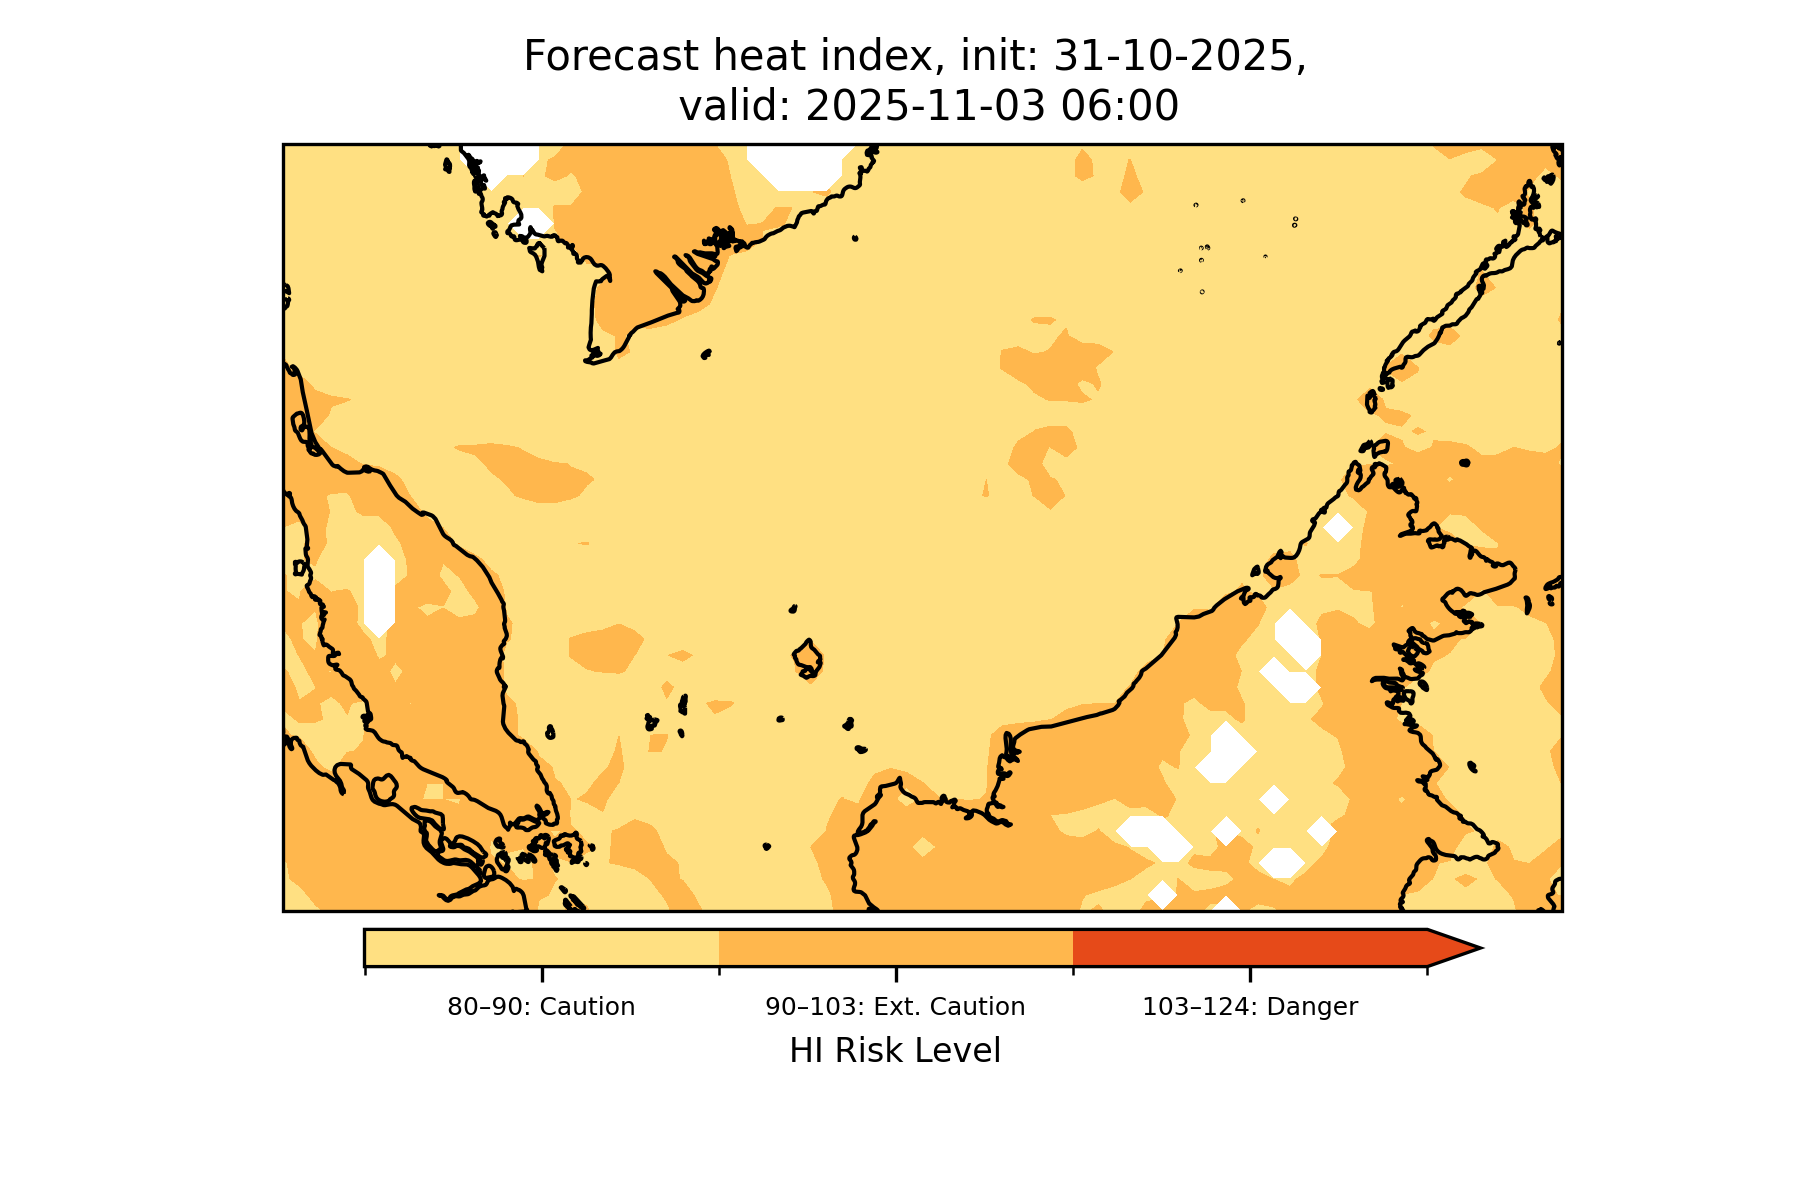 Forecast heat index, init: 31-10-2025,
valid: 2025-11-03 06:00
80–90: Caution
90–103: Ext. Caution
103–124: Danger
HI Risk Level